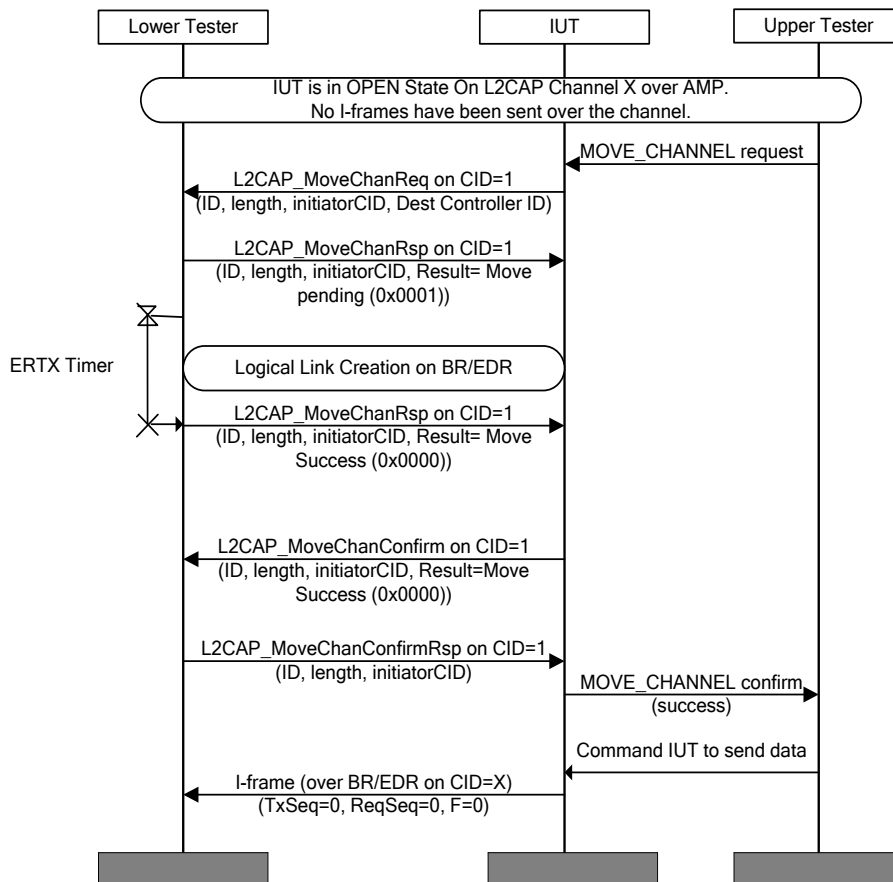 Lower Tester
IUT
Upper Tester
IUT is in OPEN State On L2CAP Channel X over AMP.
No I-frames have been sent over the channel.
MOVE_CHANNEL request
L2CAP_MoveChanReq on CID=1
(ID, length, initiatorCID, Dest Controller ID)
L2CAP_MoveChanRsp on CID=1
(ID, length, initiatorCID, Result= Move
pending (0x0001))
ERTX Timer
Logical Link Creation on BR/EDR
L2CAP_MoveChanRsp on CID=1
(ID, length, initiatorCID, Result= Move
Success (0x0000))
L2CAP_MoveChanConfirm on CID=1
(ID, length, initiatorCID, Result=Move
Success (0x0000))
L2CAP_MoveChanConfirmRsp on CID=1
(ID, length, initiatorCID)
MOVE_CHANNEL confirm
(success)
Command IUT to send data
I-frame (over BR/EDR on CID=X)
(TxSeq=0, ReqSeq=0, F=0)